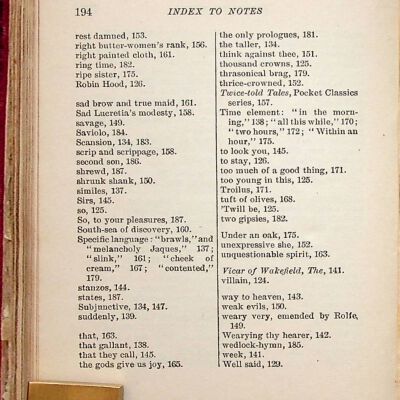 194 INDEX TO NOTES
rest damned, 153.
right butter-women's rank, 156.
right painted cloth, 161.
ring time, 182.
ripe sister, 175.
Robin Hood, 126.
sad brow and true maid, 161.
Sad Lucretia's modesty, 158.
savage, 149.
Saviolo, 184.
Scansion, 134, 183.
scrip and scrippage, 158.
second son, 186.
shrewd, 187.
shrunk shank, 150.
similes, 137.
Sirs, 145.
so, 125.
So, to your pleasures, 187.
South-sea of discovery, 160.
Specific language: "brawls," and
"melancholy Jaques," 137;
"slink," 161; "cheek of
cream," 167; "contented,"
179.
stanzos, 144.
states, 187.
Subjunctive, 134, 147.
suddenly, 139.
that, 163.
that gallant, 138.
that they call, 145.
the gods give us joy, 165.
the only prologues, 181.
the taller, 134.
think against thee, 151.
thousand crowns, 125.
thrasonical brag, 179.
thrice-crowned, 152.
Twice-told Tales, Pocket Classics
series, 157.
Time element: "in the morn-
ing," 138; "all this while," 170;
"two hours," 172; "Within an
hour," 175.
to look you, 145.
to stay, 126.
too much of a good thing, 171.
too young in this, 125.
Troilus, 171.
tuft of olives, 168.
'Twill be, 125.
two gipsies, 182.
Under an oak, 175.
unexpressive she, 152.
unquestionable spirit, 163.
Vicar of Wakefield, The, 141.
villain, 124.
way to heaven, 143.
weak evils, 150.
weary very, emended by Rolfe,
149.
Wearying thy hearer, 142.
wedlock-hymn, 185.
week, 141.
Well said, 129.